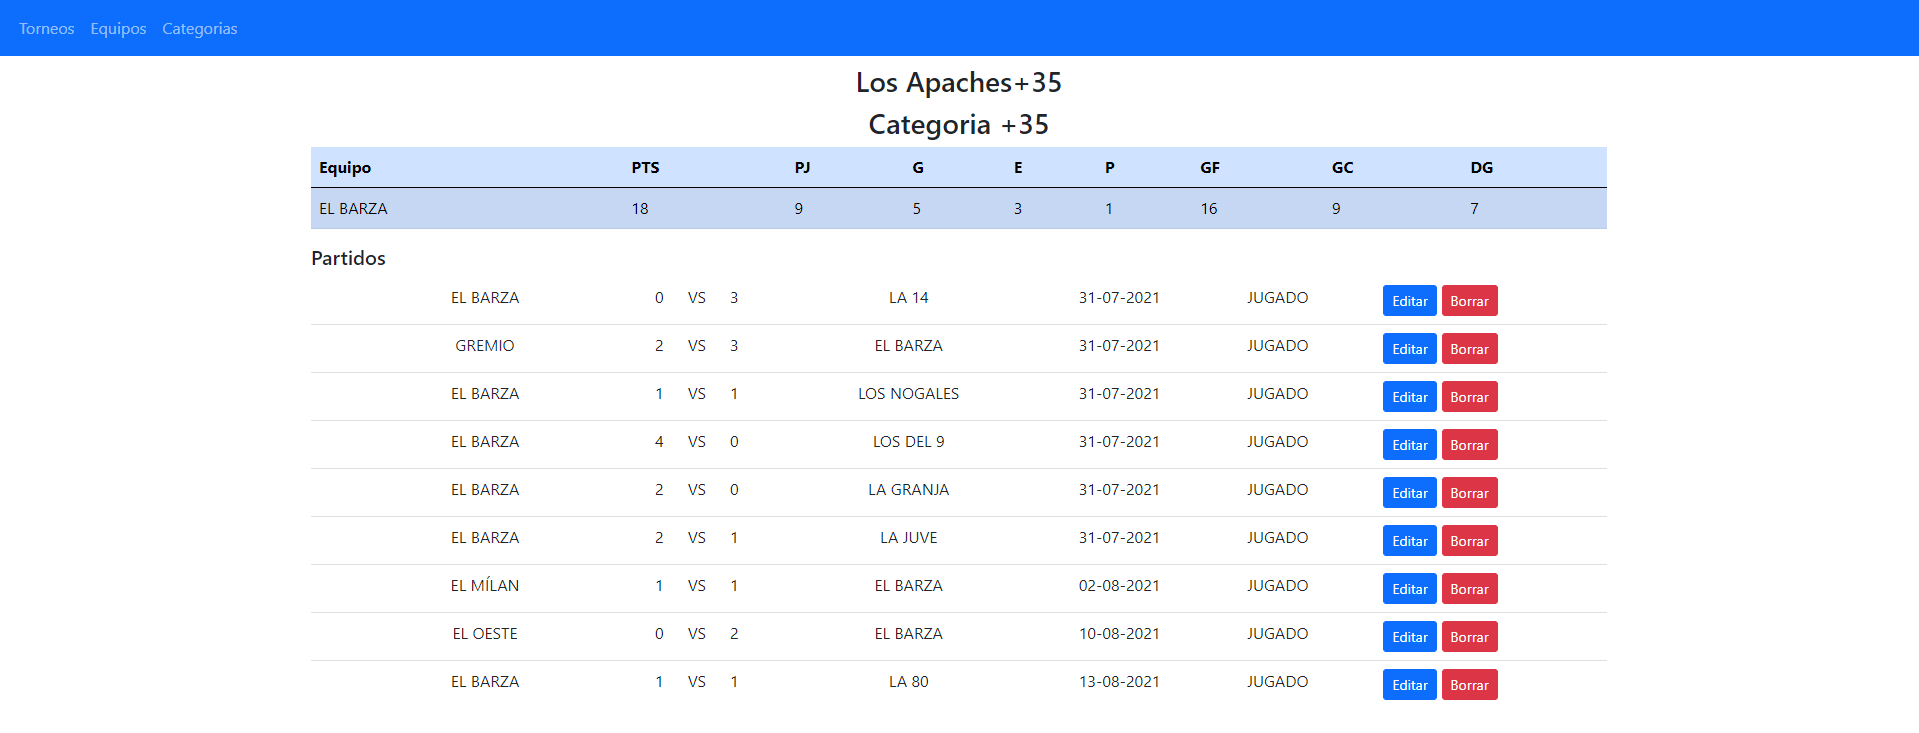 Torneos Equipos Categorias
Los Apaches+35
Categoria +35
Equipo PTS PJ G E P GF GC DG
EL BARZA 18 9 5 3 1 16 9 7
Partidos
EL BARZA 0 VS 3 LA 14 31-07-2021 JUGADO Editar Borrar
GREMIO 2 VS 3 EL BARZA 31-07-2021 JUGADO Editar Borrar
EL BARZA 1 VS 1 LOS NOGALES 31-07-2021 JUGADO Editar Borrar
EL BARZA 4 VS 0 LOS DEL 9 31-07-2021 JUGADO Editar Borrar
EL BARZA 2 VS 0 LA GRANJA 31-07-2021 JUGADO Editar Borrar
EL BARZA 2 VS 1 LA JUVE 31-07-2021 JUGADO Editar Borrar
EL MÍLAN 1 VS 1 EL BARZA 02-08-2021 JUGADO Editar Borrar
EL OESTE 0 VS 2 EL BARZA 10-08-2021 JUGADO Editar Borrar
EL BARZA 1 VS 1 LA 80 13-08-2021 JUGADO Editar Borrar